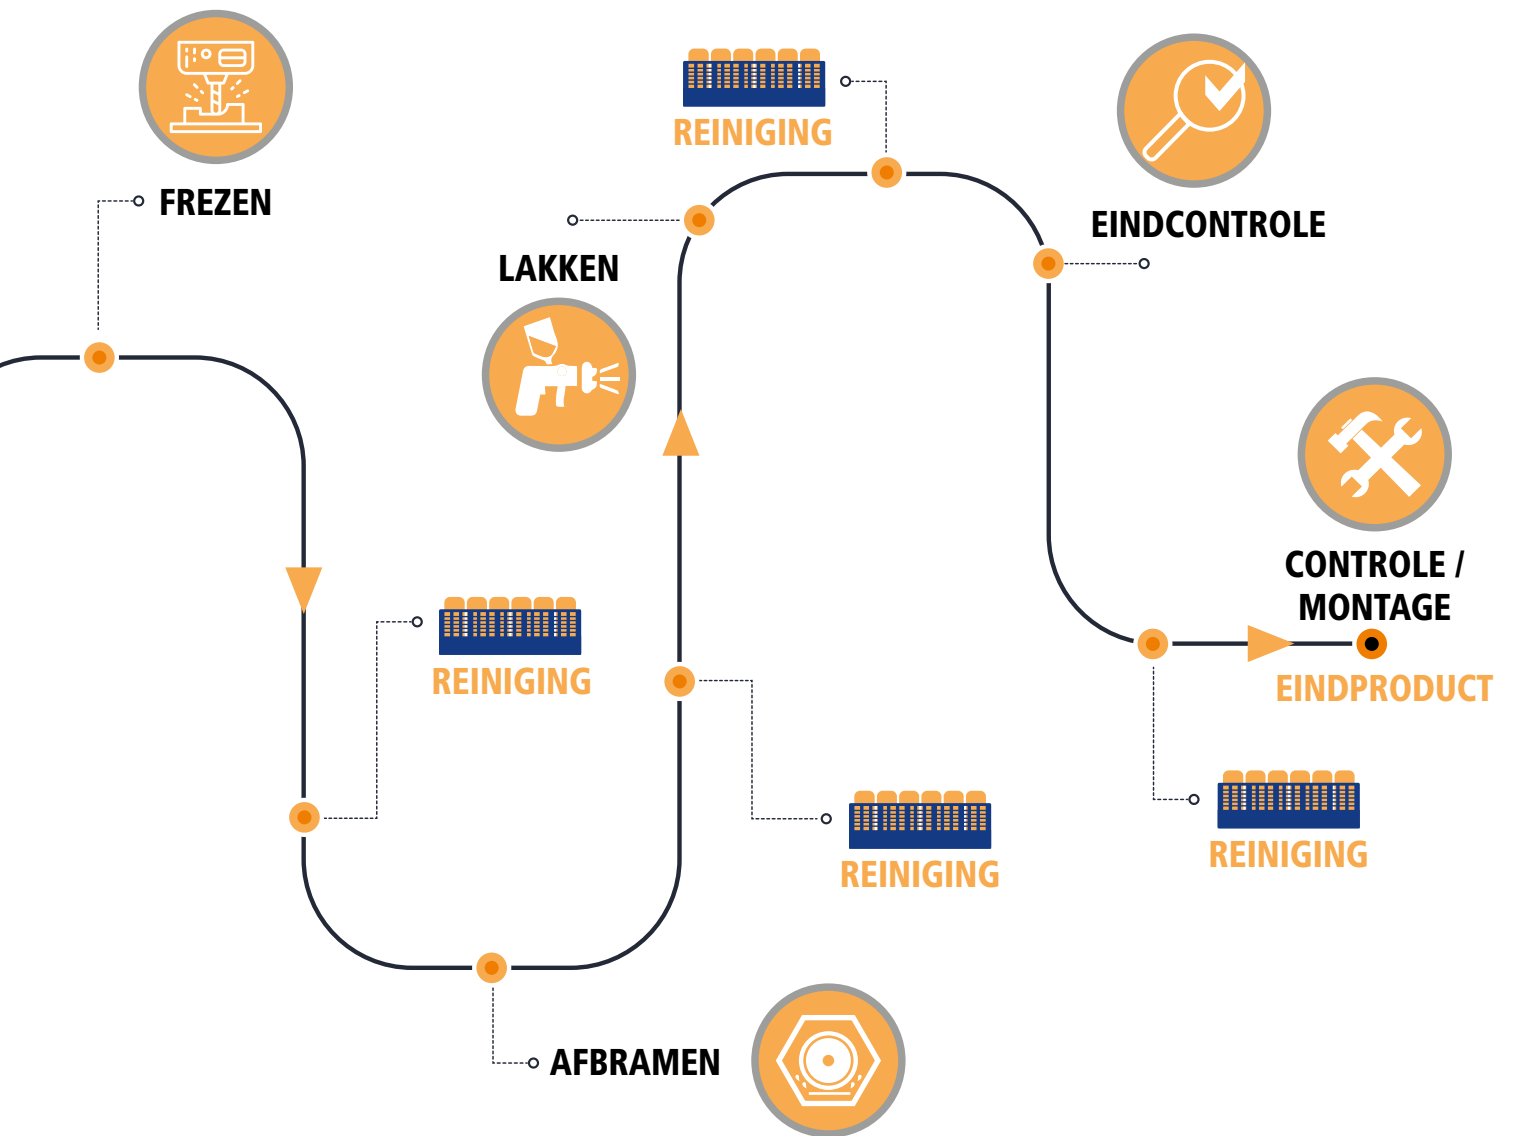 FREZEN
REINIGING
AFBRAMEN
REINIGING
LAKKEN
REINIGING
EINDCONTROLE
REINIGING
CONTROLE /
MONTAGE
EINDPRODUCT